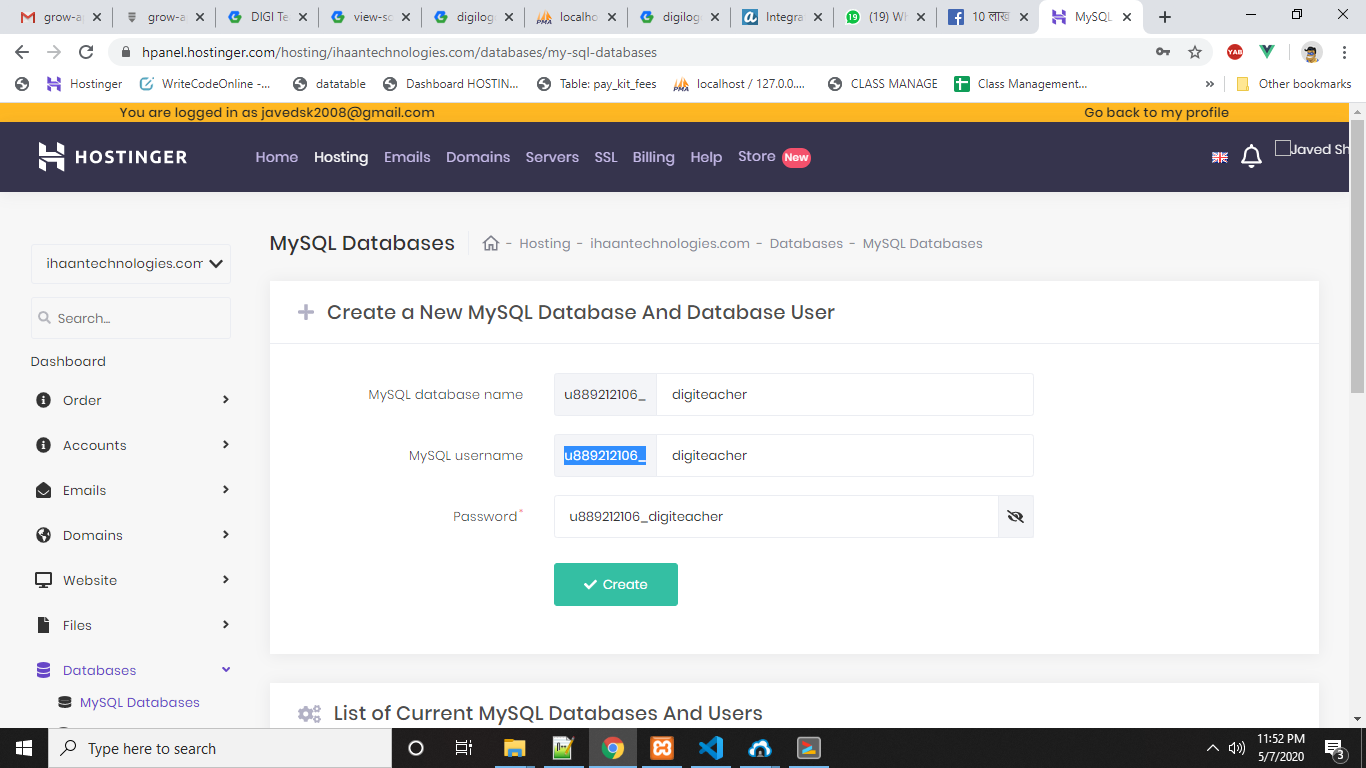 grow-a
grow-a
DIGI Te
view-so
digilog
localho
digilog
Integra
(19) Wh
10 लाख
MySQL
hpanel.hostinger.com/hosting/ihaantechnologies.com/databases/my-sql-databases
YAB
Hostinger
WriteCodeOnline -...
datatable
Dashboard HOSTIN...
Table: pay_kit_fees
localhost / 127.0.0....
CLASS MANAGE
Class Management...
»
Other bookmarks
You are logged in as javedsk2008@gmail.com
Go back to my profile
HOSTINGER
Home Hosting Emails Domains Servers SSL Billing Help Store New
Javed Sh
MySQL Databases
- Hosting - ihaantechnologies.com - Databases - MySQL Databases
ihaantechnologies.com
Search...
Dashboard
Order
Accounts
Emails
Domains
Website
Files
Databases
MySQL Databases
Create a New MySQL Database And Database User
MySQL database name
u889212106_
digiteacher
MySQL username
u889212106_
digiteacher
Password*
u889212106_digiteacher
Create
List of Current MySQL Databases And Users
Type here to search
11:52 PM
5/7/2020
3